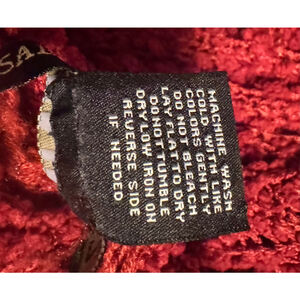 SA
MACHINE WASH
COLD WITH LIKE
COLORS GENTLY
DO NOT BLEACH
LAY FLAT TO DRY
DO NOT TUMBLE
DRY LOW IRON ON
REVERSE SIDE
IF NEEDED